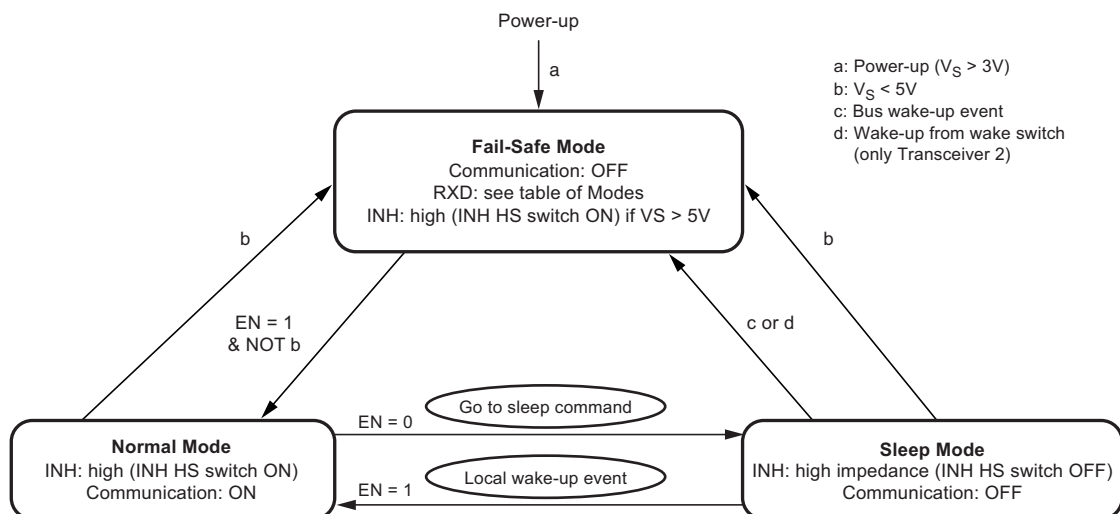 Power-up
a
a: Power-up (VS > 3V)
b: VS < 5V
c: Bus wake-up event
d: Wake-up from wake switch
(only Transceiver 2)
Fail-Safe Mode
Communication: OFF
RXD: see table of Modes
INH: high (INH HS switch ON) if VS > 5V
b
b
EN = 1
& NOT b
c or d
Go to sleep command
EN = 0
Normal Mode
INH: high (INH HS switch ON)
Communication: ON
Local wake-up event
EN = 1
Sleep Mode
INH: high impedance (INH HS switch OFF)
Communication: OFF